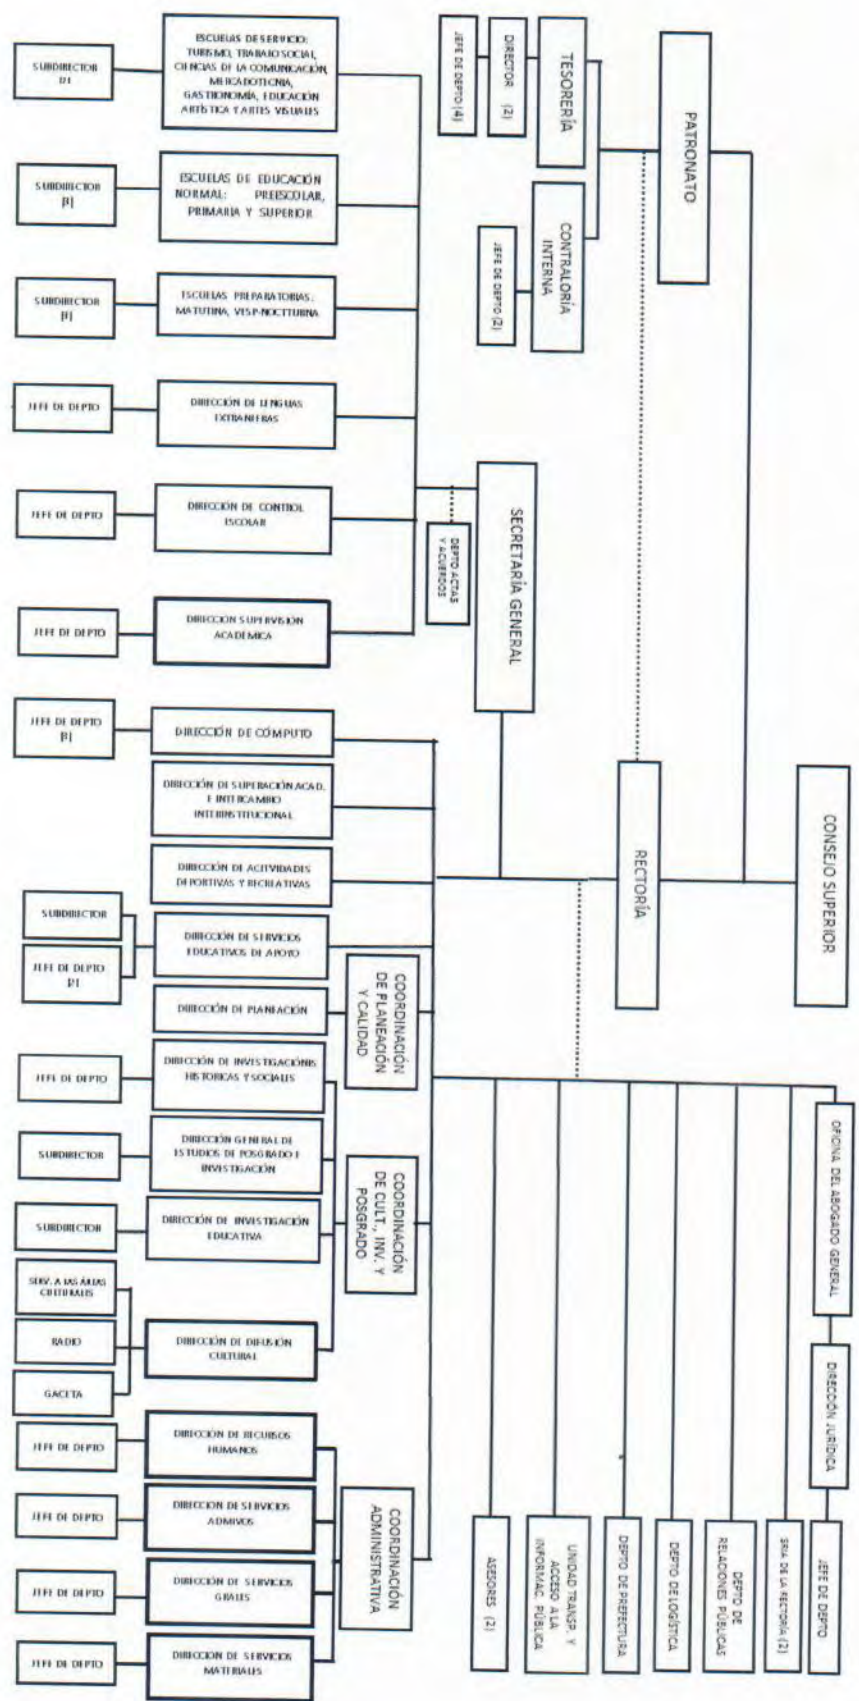 CONSEJO SUPERIOR
PATRONATO
RECTORÍA
TESORERÍA
CONTRALORÍA
INTERNA
DIRECTOR (2)
JEFE DE DEPTO (4)
JEFE DE DEPTO (2)
SECRETARÍA GENERAL
DEPTO ACTAS
Y ACUERDOS
OFICINA DEL ABOGADO GENERAL
DIRECCIÓN JURÍDICA
JEFE DE DEPTO
SRIA DE LA RECTORÍA (2)
DEPTO DE
RELACIONES PÚBLICAS
DEPTO DE LOGÍSTICA
DEPTO DE PREFECTURA
UNIDAD TRANSP. Y
ACCESO A LA
INFORMAC. PÚBLICA
ASESORES (2)
COORDINACIÓN
DE PLANEACIÓN
Y CALIDAD
COORDINACIÓN
DE CULT., INV. Y
POSGRADO
COORDINACIÓN
ADMINISTRATIVA
ESCUELAS DE SERVICIO:
TURISMO, TRABAJO SOCIAL,
CIENCIAS DE LA COMUNICACIÓN,
MERCADOTECNIA,
GASTRONOMÍA, EDUCACIÓN
ARTÍSTICA Y ARTES VISUALES
SUBDIRECTOR
ESCUELAS DE EDUCACIÓN
NORMAL: PREESCOLAR,
PRIMARIA Y SUPERIOR
SUBDIRECTOR
ESCUELAS PREPARATORIAS:
MATUTINA, VESP-NOCTTURNA
SUBDIRECTOR
DIRECCIÓN DE LENGUAS
EXTRANJERAS
JEFE DE DEPTO
DIRECCIÓN DE CONTROL
ESCOLAR
JEFE DE DEPTO
DIRECCIÓN SUPERVISIÓN
ACADÉMICA
JEFE DE DEPTO
DIRECCIÓN DE CÓMPUTO
JEFE DE DEPTO
DIRECCIÓN DE SUPERACIÓN ACAD.
E INTERCAMBIO
INTERINSTITUCIONAL
DIRECCIÓN DE ACITVIDADES
DEPORTIVAS Y RECREATIVAS
DIRECCIÓN DE SERVICIOS
EDUCATIVOS DE APOYO
SUBDIRECTOR
JEFE DE DEPTO
DIRECCIÓN DE PLANEACIÓN
DIRECCIÓN DE INVESTIGACIÓNES
HISTÓRICAS Y SOCIALES
JEFE DE DEPTO
DIRECCIÓN GENERAL DE
ESTUDIOS DE POSGRADO E
INVESTIGACIÓN
SUBDIRECTOR
DIRECCIÓN DE INVESTIGACIÓN
EDUCATIVA
SUBDIRECTOR
DIRECCIÓN DE DIFUSIÓN
CULTURAL
SERV. A LAS ÁREAS
CULTURALES
RADIO
GACETA
DIRECCIÓN DE RECURSOS
HUMANOS
JEFE DE DEPTO
DIRECCIÓN DE SERVICIOS
ADMIVOS
JEFE DE DEPTO
DIRECCIÓN DE SERVICIOS
GRALES
JEFE DE DEPTO
DIRECCIÓN DE SERVICIOS
MATERIALES
JEFE DE DEPTO